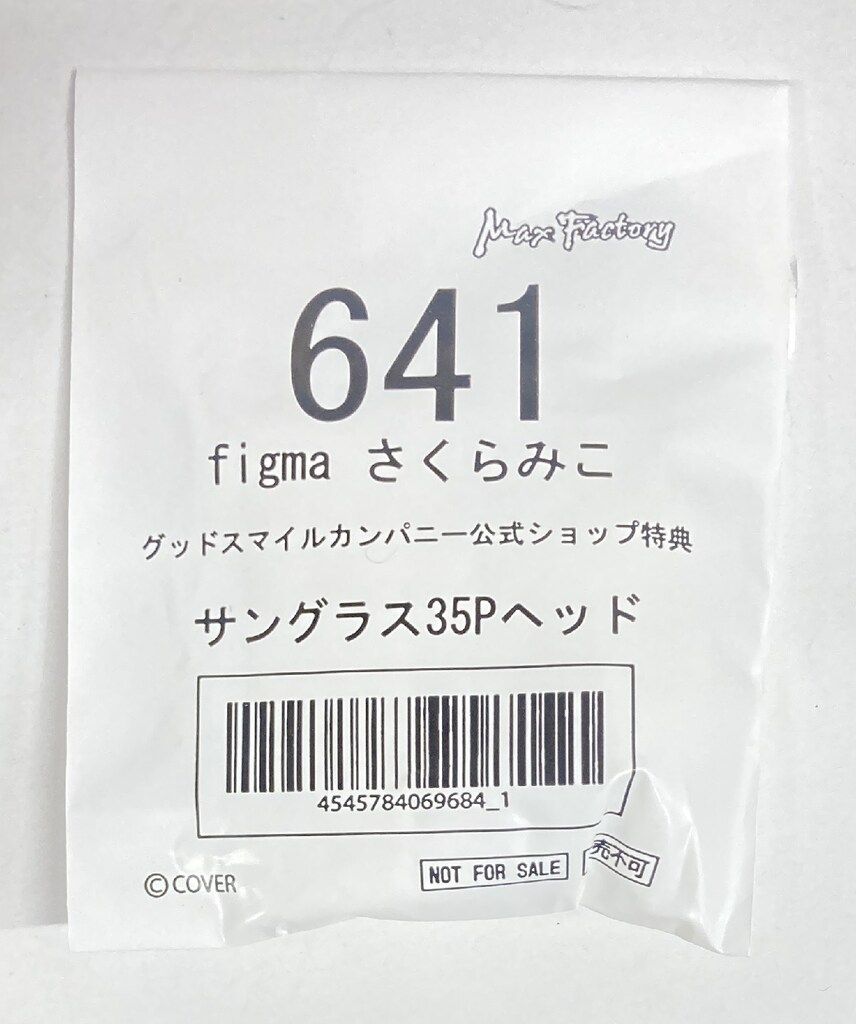 Max Factory
641
figma さくらみこ
グッドスマイルカンパニー公式ショップ特典
サングラス35Pヘッド
4545784069684_1
©COVER
NOT FOR SALE
売不可